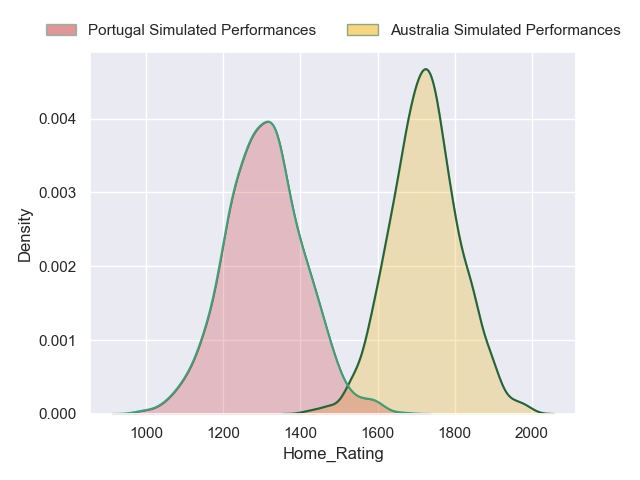 Portugal Simulated Performances
Australia Simulated Performances
0.004
0.003
0.002
0.001
0.000
Density
1000 1200 1400 1600 1800 2000
Home_Rating